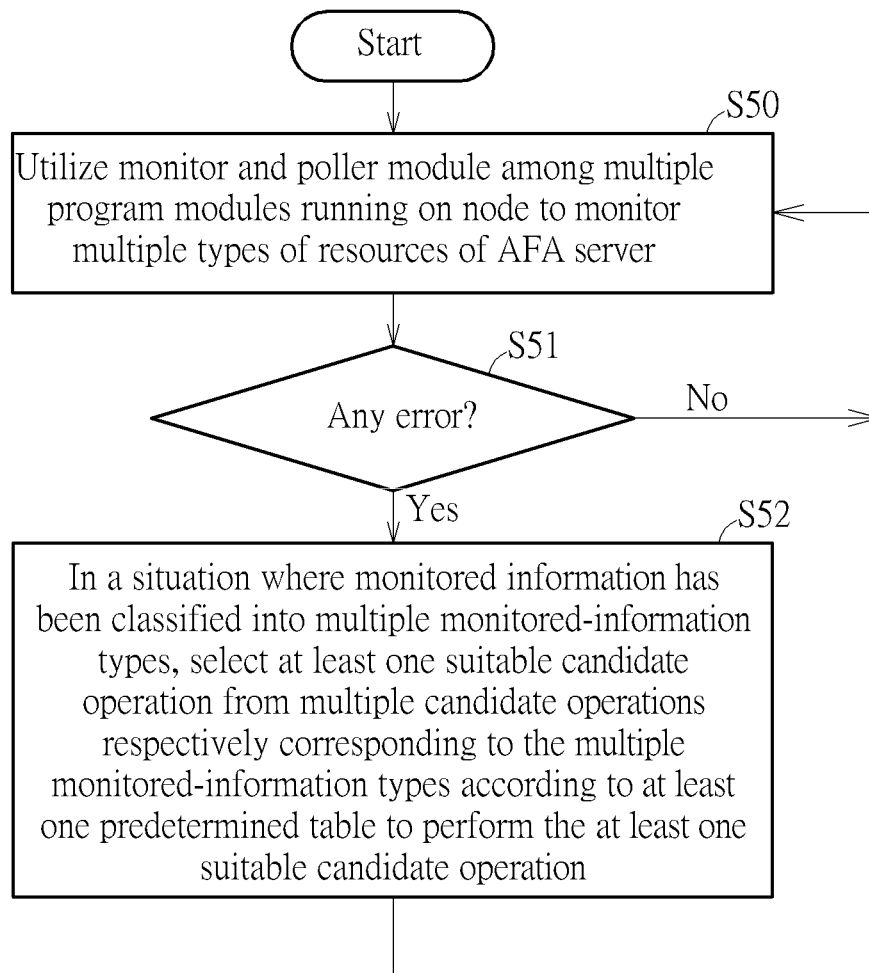 Start
S50
Utilize monitor and poller module among multiple
program modules running on node to monitor
multiple types of resources of AFA server
S51
Any error?
No
Yes
S52
In a situation where monitored information has
been classified into multiple monitored-information
types, select at least one suitable candidate
operation from multiple candidate operations
respectively corresponding to the multiple
monitored-information types according to at least
one predetermined table to perform the at least one
suitable candidate operation